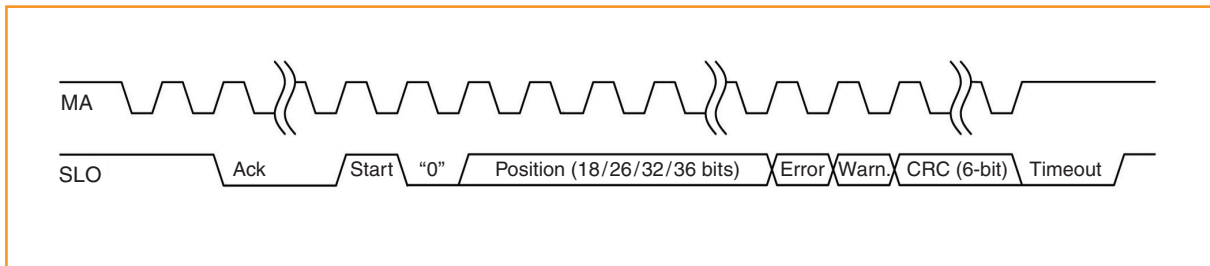 MA
SLO Ack Start “0” Position (18/26/32/36 bits) Error Warn. CRC (6-bit) Timeout